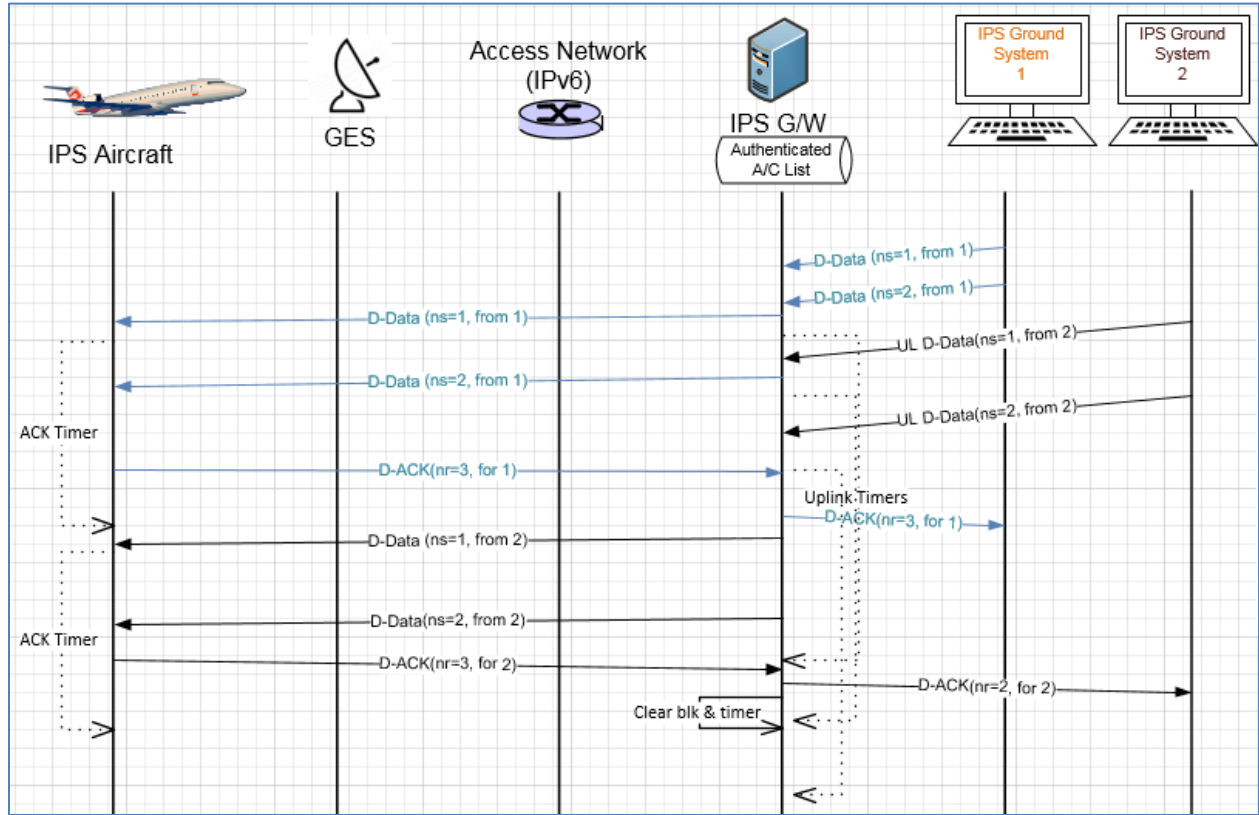 IPS Aircraft
GES
Access Network
(IPv6)
IPS G/W
Authenticated
A/C List
IPS Ground
System
1
IPS Ground
System
2
D-Data (ns=1, from 1)
D-Data (ns=2, from 1)
D-Data (ns=1, from 1)
UL D-Data(ns=1, from 2)
D-Data (ns=2, from 1)
UL D-Data(ns=2, from 2)
ACK Timer
D-ACK(nr=3, for 1)
Uplink Timers
D-ACK(nr=3, for 1)
D-Data (ns=1, from 2)
D-Data(ns=2, from 2)
ACK Timer
D-ACK(nr=3, for 2)
D-ACK(nr=2, for 2)
Clear blk & timer